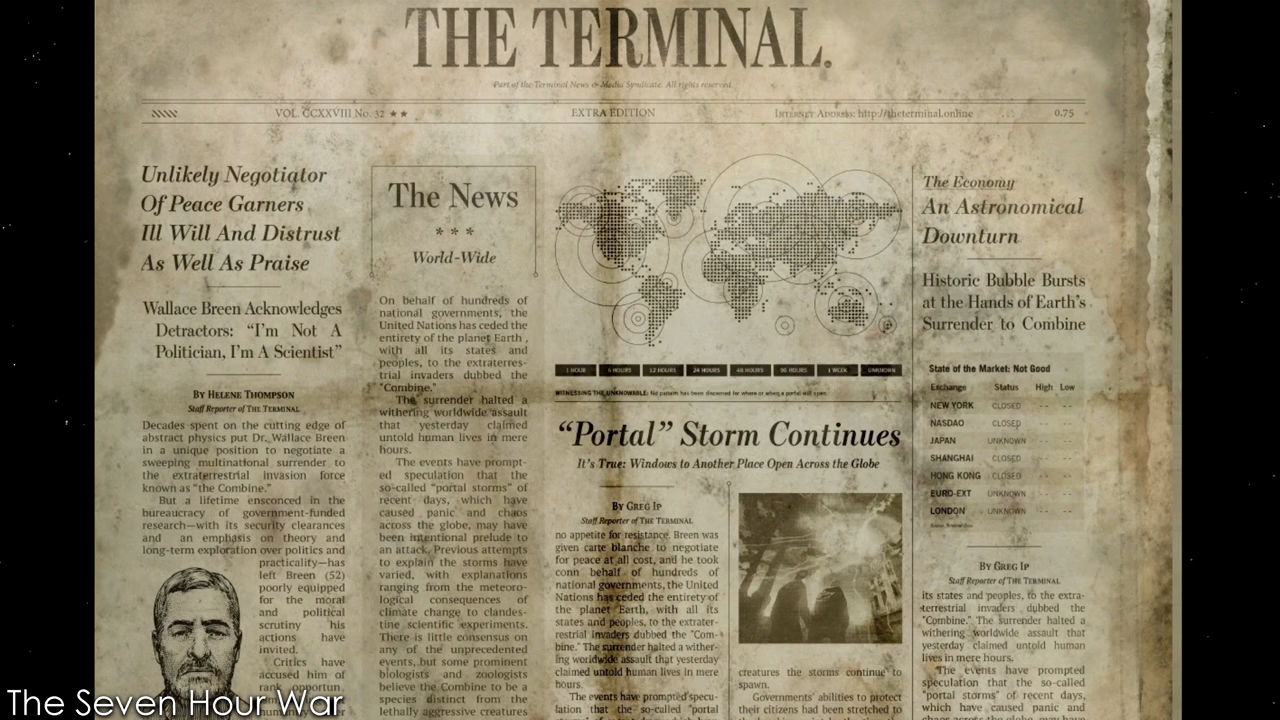 THE TERMINAL.
Part of the Terminal News & Media Syndicate. All rights reserved.
VOL. CCXXVIII No. 32 ★★
EXTRA EDITION
Internet Address: http://theterminal.online
0.75
Unlikely Negotiator
Of Peace Garners
Ill Will And Distrust
As Well As Praise
Wallace Breen Acknowledges
Detractors: “I’m Not A
Politician, I’m A Scientist”
By Helene Thompson
Staff Reporter of The Terminal
Decades spent on the cutting edge of
abstract physics put Dr. Wallace Breen
in a unique position to negotiate a
sweeping multinational surrender to
the extraterrestrial invasion force
known as “the Combine.”
But a lifetime ensconced in the
bureaucracy of government-funded
research—with its security clearances
and an emphasis on theory and
long-term exploration over politics and
practicality—has
left Breen (52)
poorly equipped
for the moral
and political
scrutiny his
actions have
invited.
Critics have
accused him of
The News
* * *
World-Wide
On behalf of hundreds of
national governments, the
United Nations has ceded the
entirety of the planet Earth ,
with all its states and
peoples, to the extraterres-
trial invaders dubbed the
"Combine."
The surrender halted a
withering worldwide assault
that yesterday claimed
untold human lives in mere
hours.
The events have prompt-
ed speculation that the
so-called “portal storms” of
recent days, which have
caused panic and chaos
across the globe, may have
been intentional prelude to
an attack. Previous attempts
to explain the storms have
varied, with explanations
ranging from the meteoro-
logical consequences of
climate change to clandes-
tine scientific experiments.
There is little consensus on
any of the unprecedented
events, but some prominent
biologists and zoologists
believe the Combine to be a
species distinct from the
lethally aggressive creatures
1 HOUR
6 HOURS
12 HOURS
24 HOURS
48 HOURS
96 HOURS
1 WEEK
UNKNOWN
WITNESSING THE UNKNOWABLE: No pattern has been discerned for where or when a portal will open.
“Portal” Storm Continues
It’s True: Windows to Another Place Open Across the Globe
By Greg Ip
Staff Reporter of The Terminal
no appetite for resistance. Breen was
given carte blanche to negotiate
for peace at all cost, and he took
conn behalf of hundreds of
national governments, the United
Nations has ceded the entirety of
the planet Earth, with all its
states and peoples, to the extrater-
restrial invaders dubbed the "Com-
bine." The surrender halted a wither-
ing worldwide assault that yesterday
claimed untold human lives in mere
hours.
The events have prompted specu-
lation that the so-called “portal
creatures the storms continue to
spawn.
Governments’ abilities to protect
their citizens had been stretched to
The Economy
An Astronomical
Downturn
Historic Bubble Bursts
at the Hands of Earth’s
Surrender to Combine
State of the Market: Not Good
Exchange Status High Low
NEW YORK CLOSED -- --
NASDAQ CLOSED -- --
JAPAN UNKNOWN -- --
SHANGHAI CLOSED -- --
HONG KONG CLOSED -- --
EURO-EXT UNKNOWN -- --
LONDON UNKNOWN -- --
By Greg Ip
Staff Reporter of The Terminal
its states and peoples, to the extra-
terrestrial invaders dubbed the
"Combine.". The surrender halted a
withering worldwide assault that
yesterday claimed untold human
lives in mere hours.
The events have prompted
speculation that the so-called
“portal storms” of recent days,
which have caused panic and
The Seven Hour War